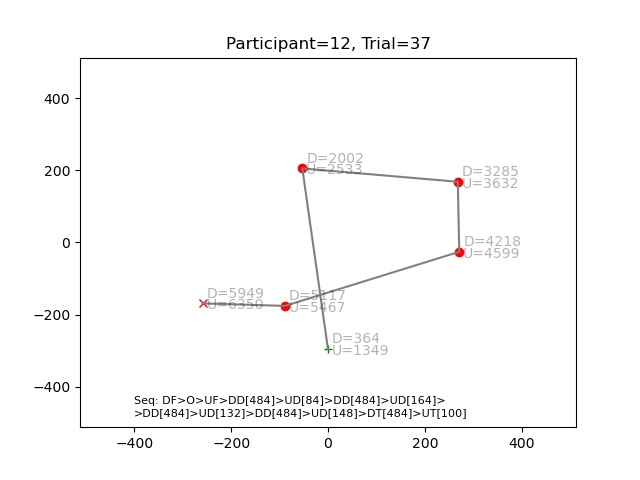 Participant=12, Trial=37
400
200
0
−200
−400
D=2002
U=2533
D=3285
U=3632
D=4218
U=4599
D=5949
U=6350
D=5117
U=5467
D=364
U=1349
Seq: DF>O>UF>DD[484]>UD[84]>DD[484]>UD[164]>
>DD[484]>UD[132]>DD[484]>UD[148]>DT[484]>UT[100]
−400
−200
0
200
400